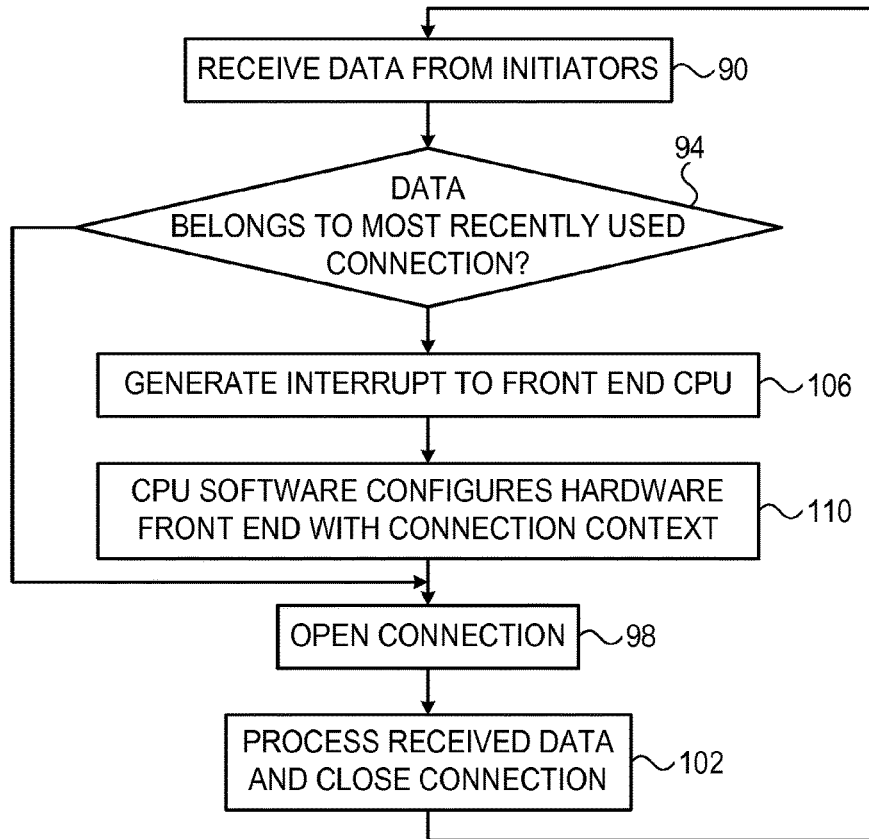 RECEIVE DATA FROM INITIATORS
90
94
DATA
BELONGS TO MOST RECENTLY USED
CONNECTION?
GENERATE INTERRUPT TO FRONT END CPU
106
CPU SOFTWARE CONFIGURES HARDWARE
FRONT END WITH CONNECTION CONTEXT
110
OPEN CONNECTION
98
PROCESS RECEIVED DATA
AND CLOSE CONNECTION
102